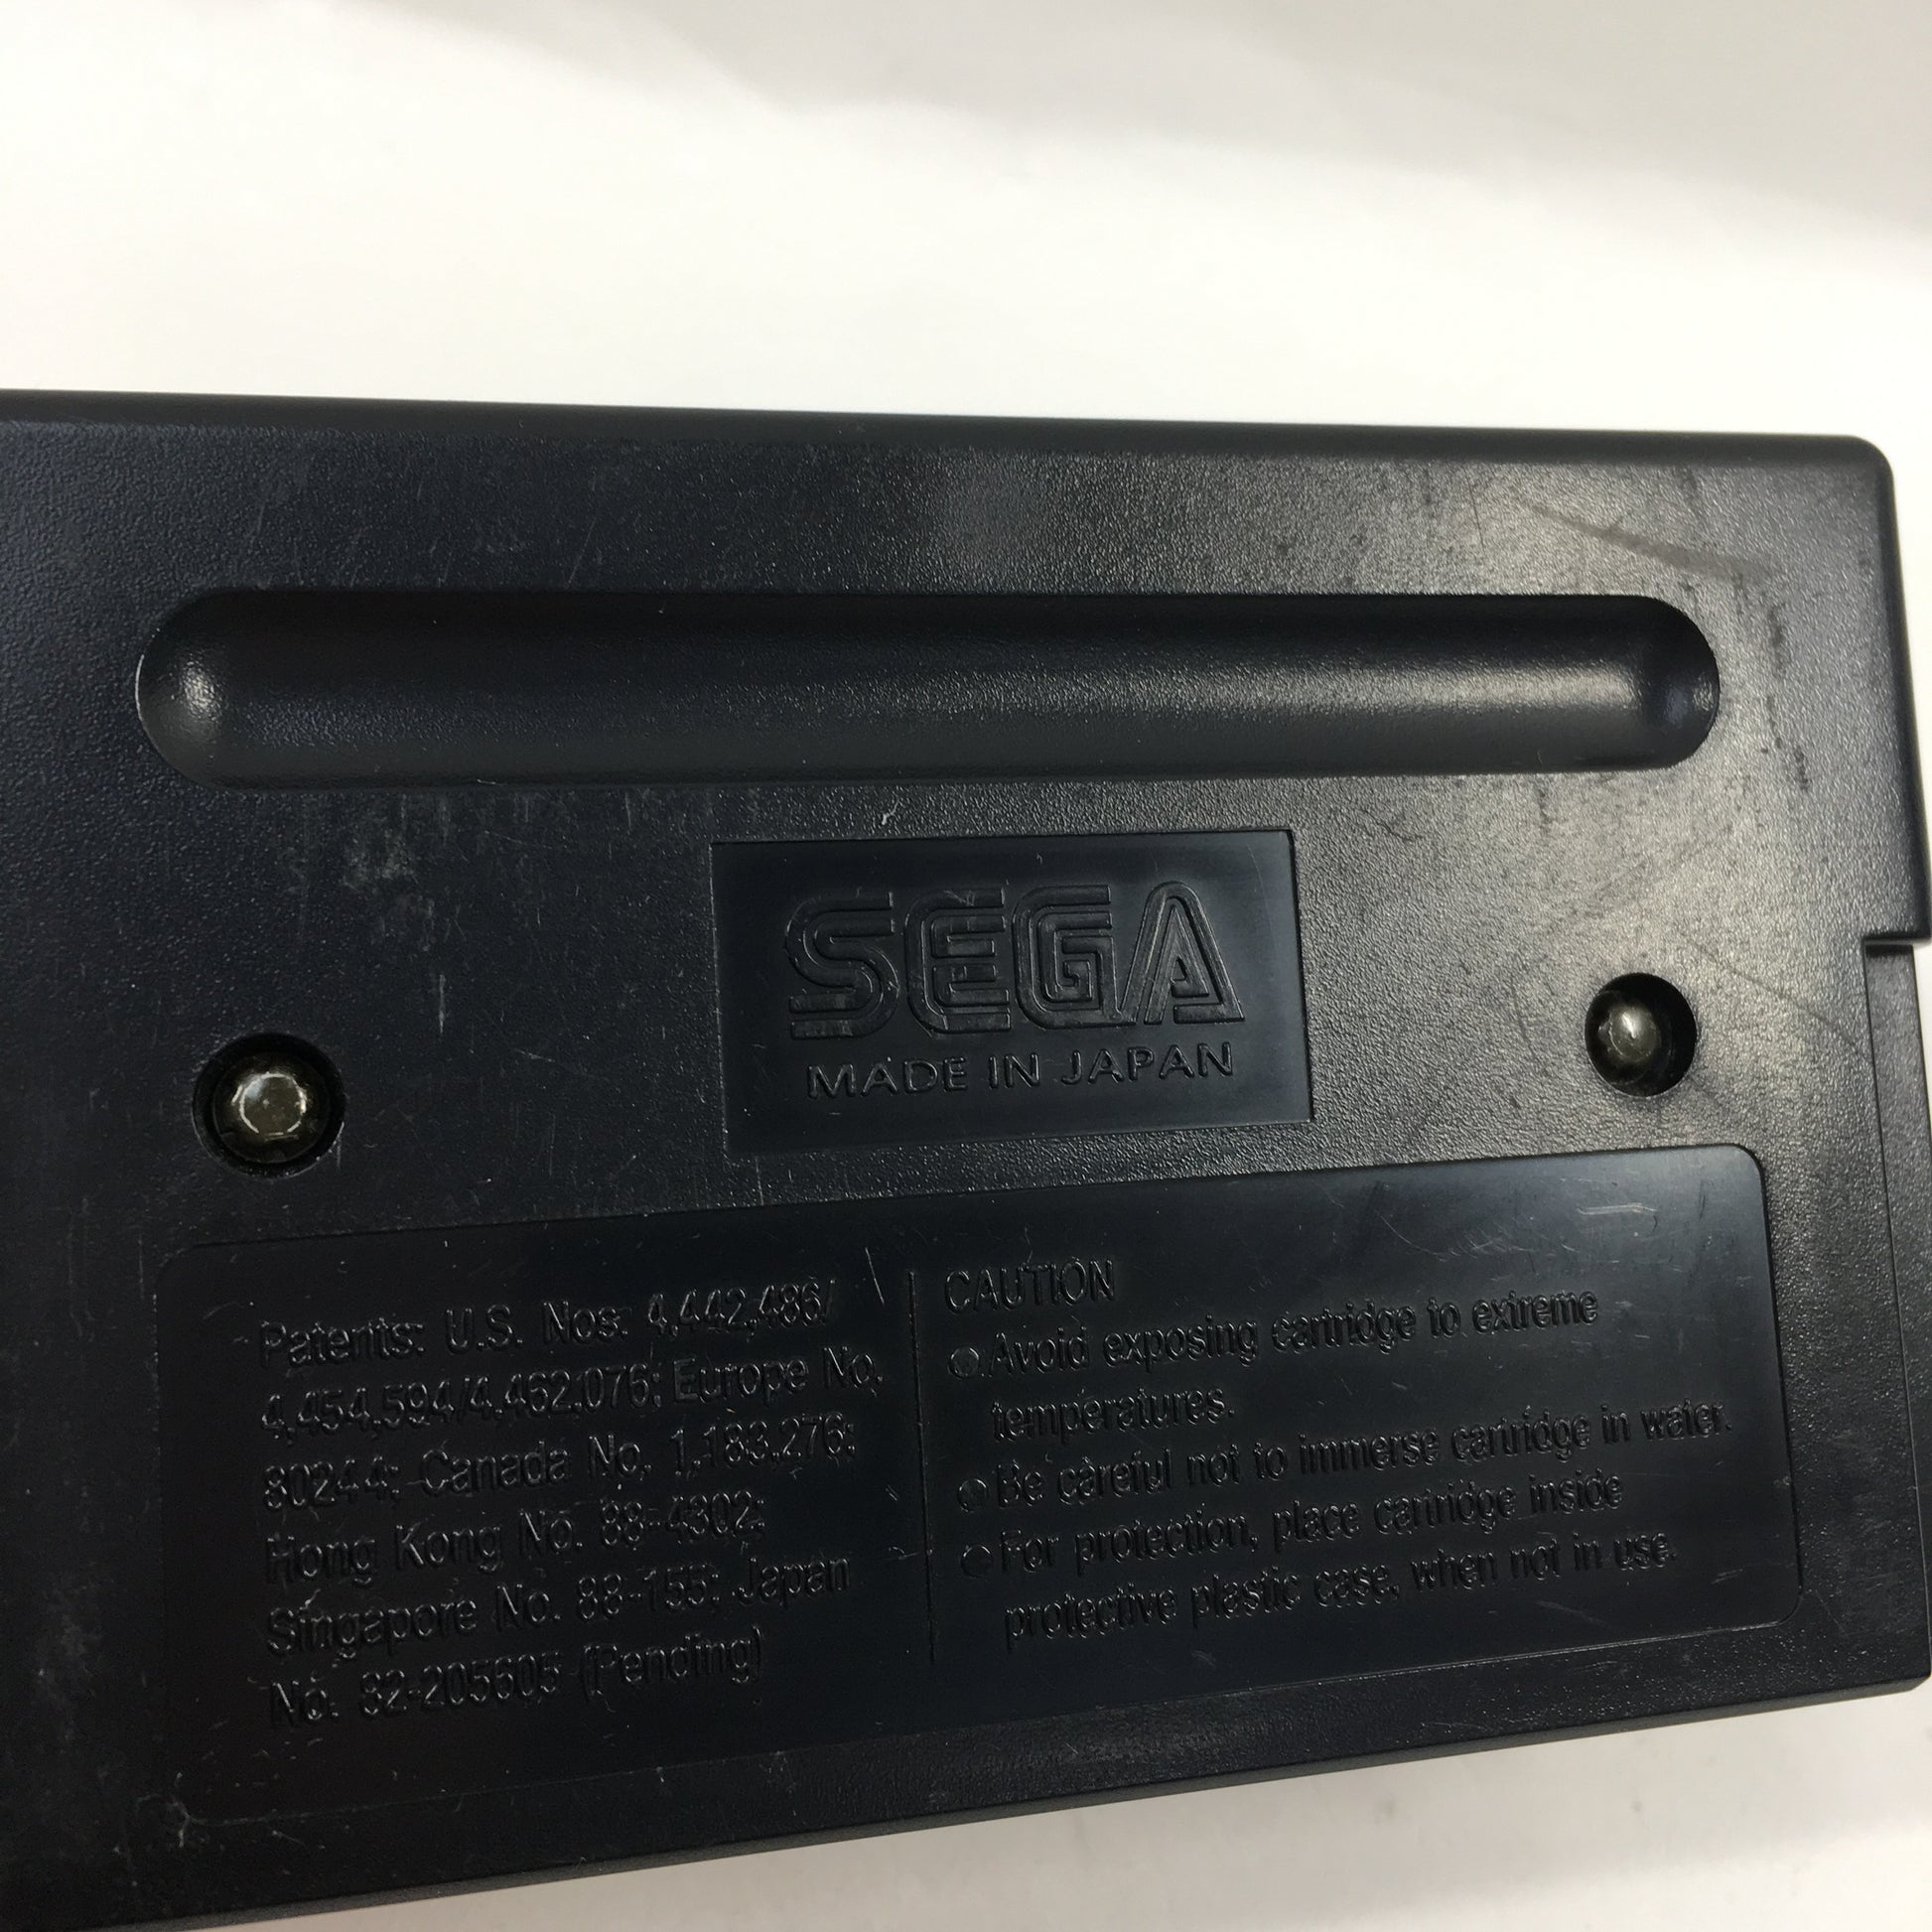 SEGA
MADE IN JAPAN
Patents: U.S. Nos. 4,442,486/
4,454,594/4,462,076; Europe No.
80244; Canada No. 1,183,276;
Hong Kong No. 88-4302;
Singapore No. 88-155; Japan
No. 82-205605 (Pending)
CAUTION
●Avoid exposing cartridge to extreme
temperatures.
●Be careful not to immerse cartridge in water.
●For protection, place cartridge inside
protective plastic case, when not in use.